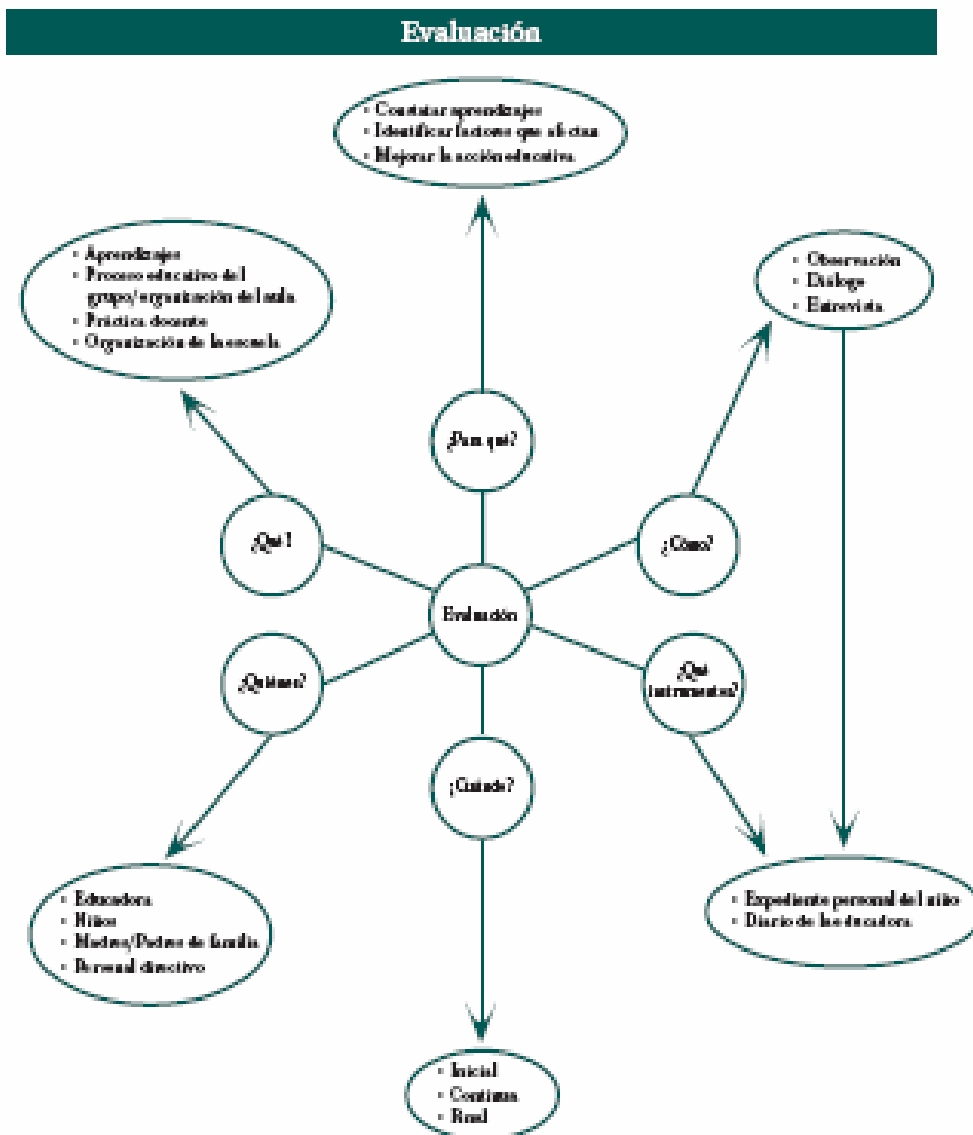 Evaluación
• Constatar aprendizajes
• Identificar factores que afectan
• Mejorar la acción educativa
• Aprendizajes
• Proceso educativo del
grupo/organización del aula
• Práctica docente
• Organización de la escuela
• Observación
• Diálogo
• Entrevista
¿Para qué?
¿Qué?
¿Cómo?
Evaluación
¿Quiénes?
¿Qué
instrumentos?
¿Cuándo?
• Educadora
• Niños
• Madres/Padres de familia
• Personal directivo
• Expediente personal del niño
• Diario de la educadora
• Inicial
• Continua
• Final